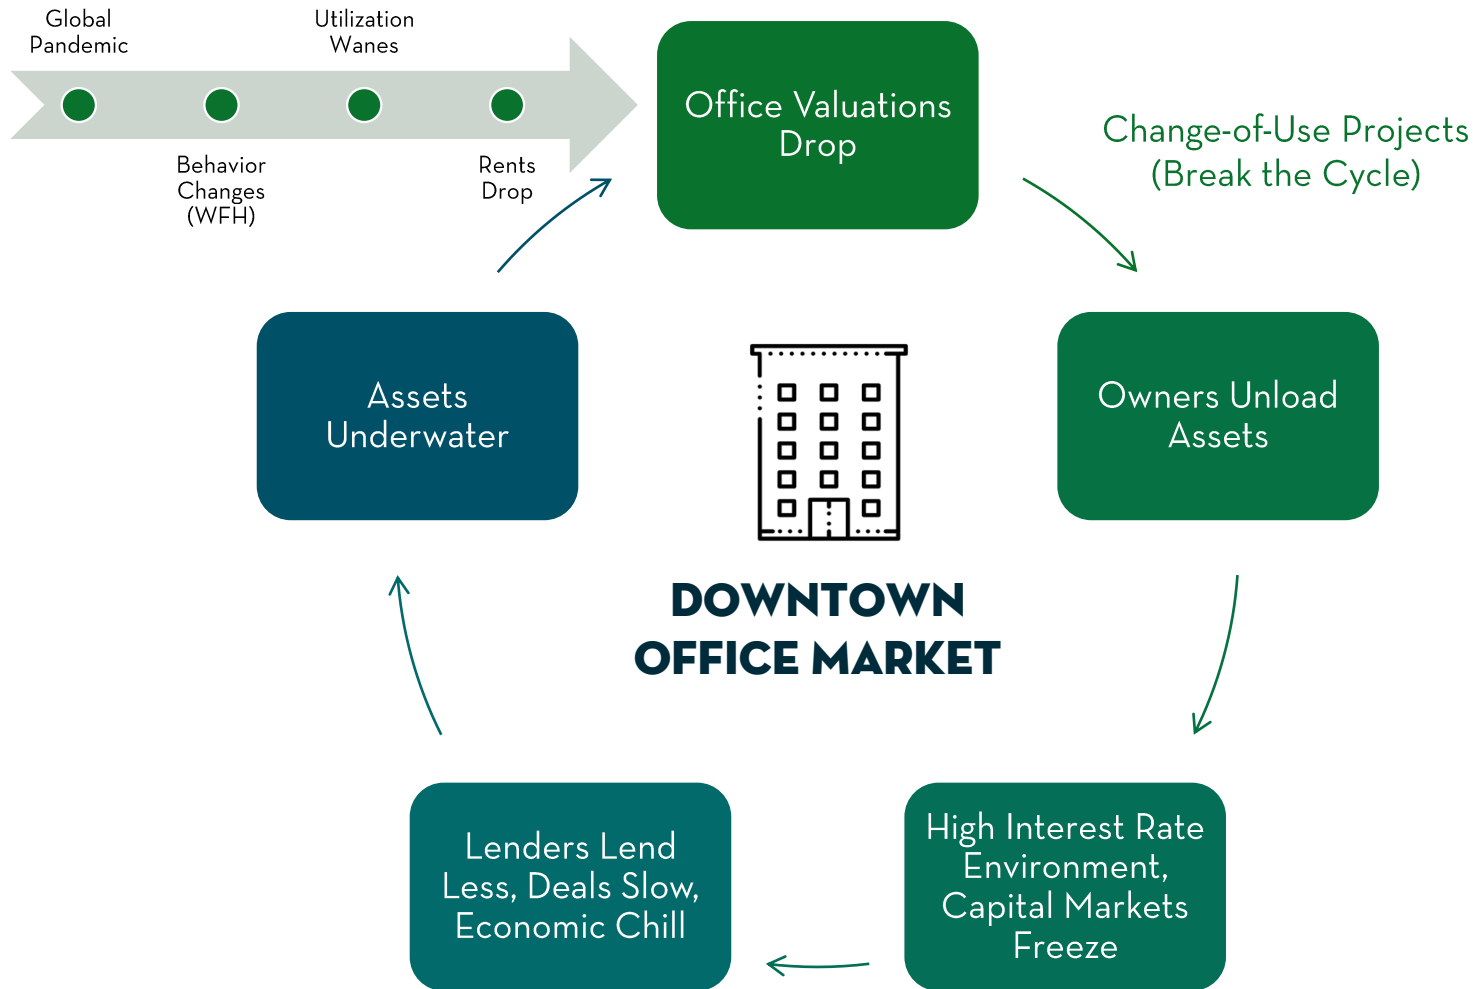 Global
Pandemic
Behavior
Changes
(WFH)
Utilization
Wanes
Rents
Drop
Office Valuations
Drop
Change-of-Use Projects
(Break the Cycle)
Owners Unload
Assets
High Interest Rate
Environment,
Capital Markets
Freeze
Lenders Lend
Less, Deals Slow,
Economic Chill
Assets
Underwater
DOWNTOWN
OFFICE MARKET